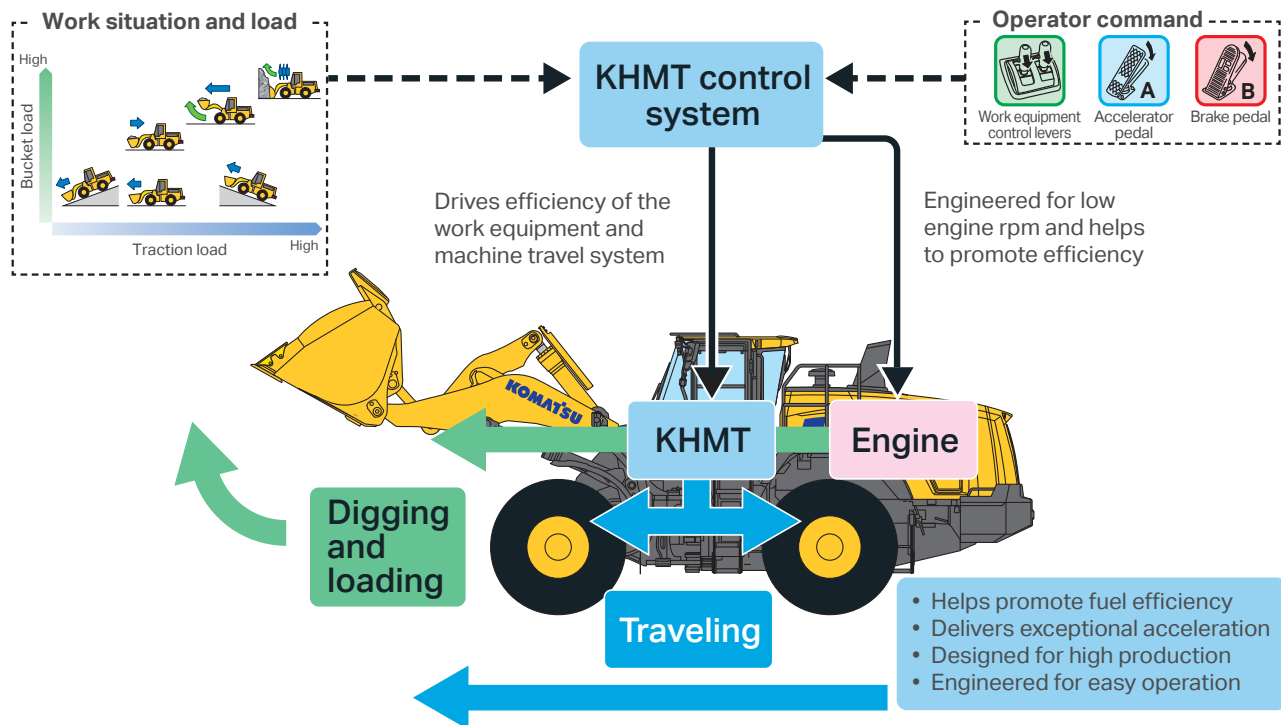 Work situation and load
High
Bucket load
Traction load
High
KHMT control
system
Operator command
A
B
Work equipment
control levers
Accelerator
pedal
Brake pedal
Drives efficiency of the
work equipment and
machine travel system
Engineered for low
engine rpm and helps
to promote efficiency
KOMATSU
KHMT
Engine
Digging
and
loading
Traveling
• Helps promote fuel efficiency
• Delivers exceptional acceleration
• Designed for high production
• Engineered for easy operation